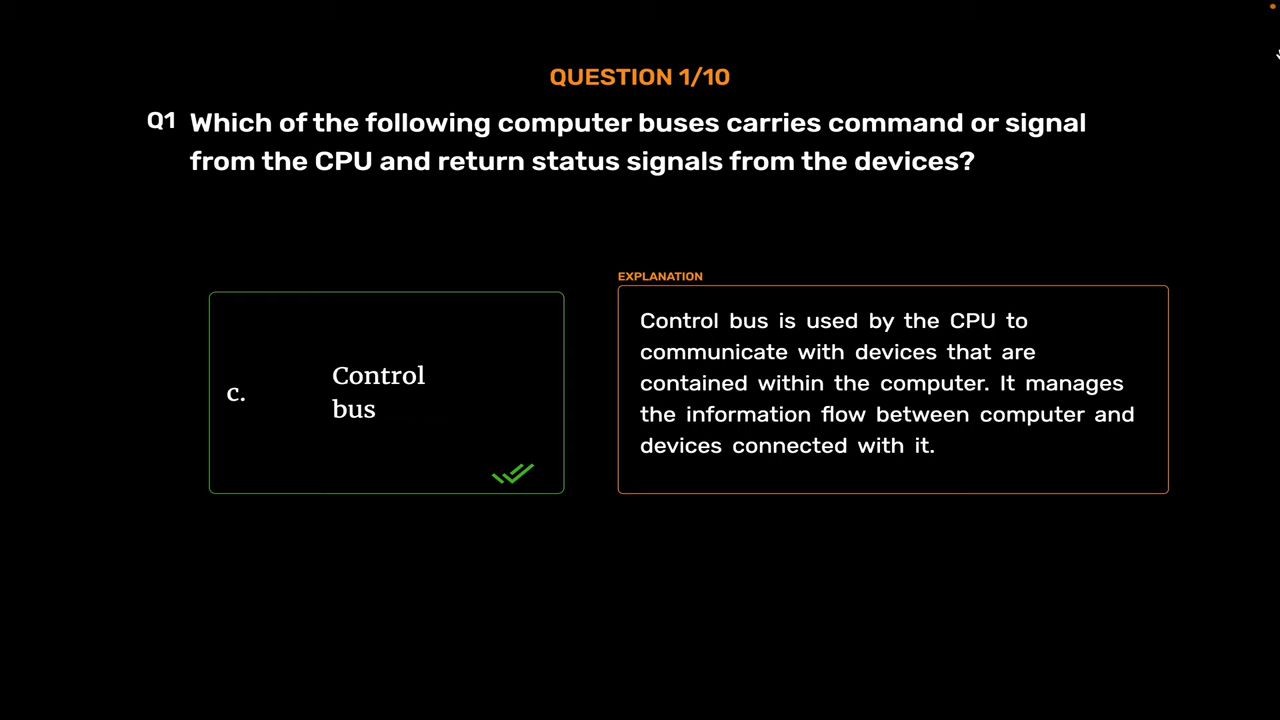 QUESTION 1/10
Q1 Which of the following computer buses carries command or signal
from the CPU and return status signals from the devices?
c. Control
bus
EXPLANATION
Control bus is used by the CPU to
communicate with devices that are
contained within the computer. It manages
the information flow between computer and
devices connected with it.